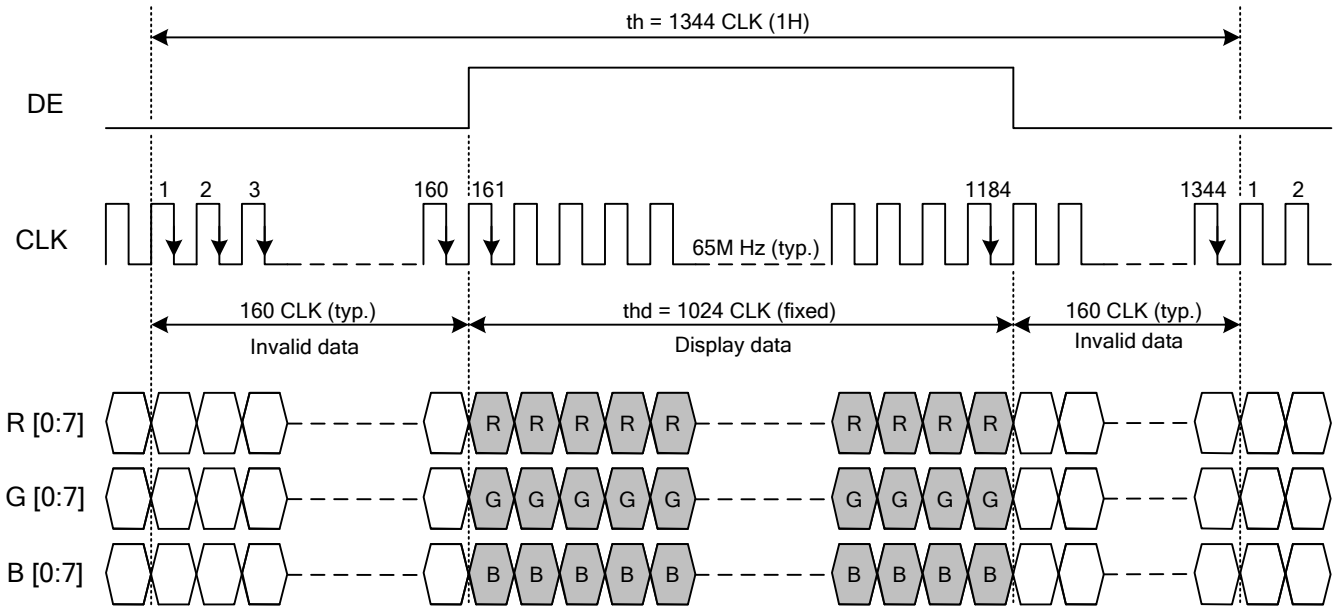 th = 1344 CLK (1H)
DE
1 2 3 160 161 1184 1344 1 2
CLK
65M Hz (typ.)
160 CLK (typ.) thd = 1024 CLK (fixed) 160 CLK (typ.)
Invalid data Display data Invalid data
R [0:7] R R R R R R R R R
G [0:7] G G G G G G G G G
B [0:7] B B B B B B B B B